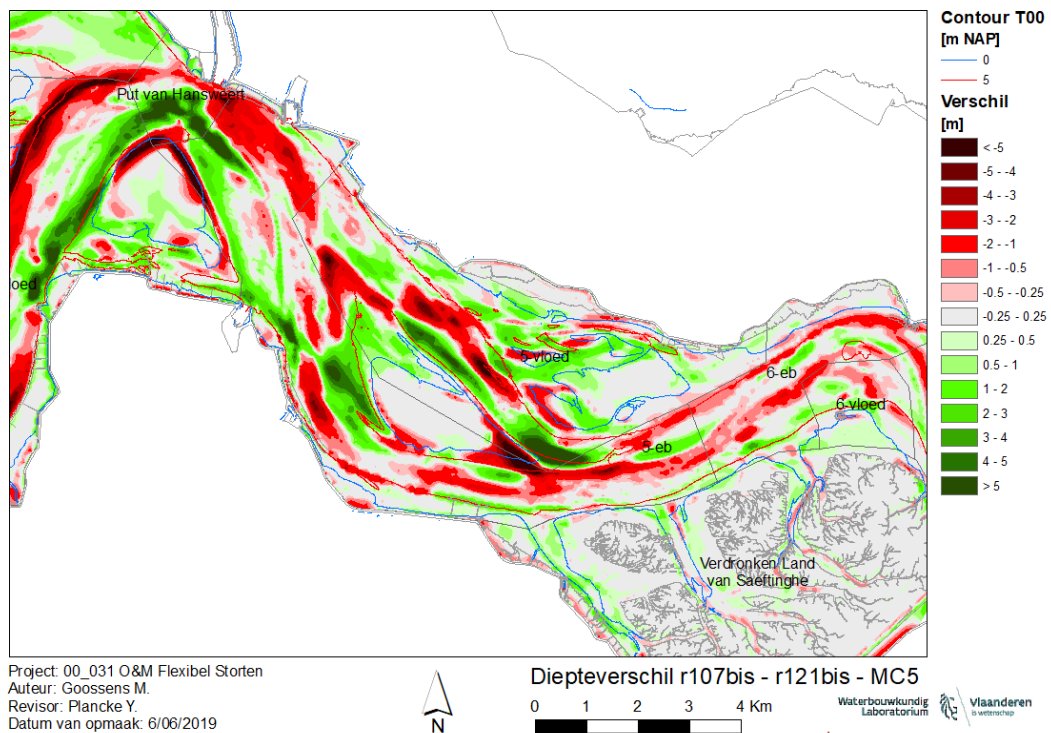 Contour T00
[m NAP]
0
5
Verschil
[m]
< -5
-5 - -4
-4 - -3
-3 - -2
-2 - -1
-1 - -0.5
-0.5 - -0.25
-0.25 - 0.25
0.25 - 0.5
0.5 - 1
1 - 2
2 - 3
3 - 4
4 - 5
> 5
Put van Hansweert
oed
5-vloed
6-eb
6-vloed
5-eb
Verdronken Land
van Saeftinghe
Project: 00_031 O&M Flexibel Storten
Auteur: Goossens M.
Revisor: Plancke Y.
Datum van opmaak: 6/06/2019
N
Diepteverschil r107bis - r121bis - MC5
0 1 2 3 4 Km
Waterbouwkundig
Laboratorium
Vlaanderen
is wetenschap